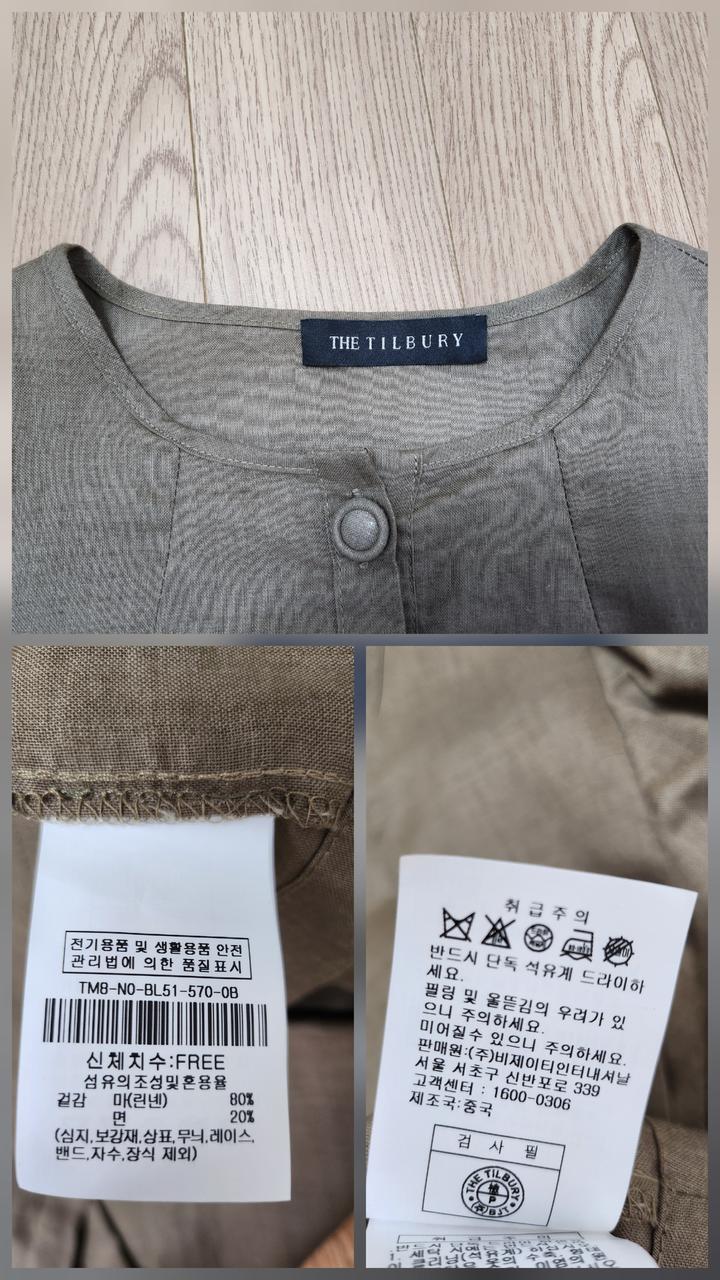 THE TILBURY
전기용품 및 생활용품 안전
관리법에 의한 품질표시
TM8-N0-BL51-570-0B
신체치수:FREE
섬유의조성및혼용율
겉감 마(린넨) 80%
면 20%
(심지,보강재,상표,무늬,레이스,
밴드,자수,장식 제외)
취급주의
반드시 단독 석유계 드라이하
세요.
필링 및 올뜯김의 우려가 있
으니 주의하세요.
미어질수 있으니 주의하세요.
판매원:(주)비제이티인터내셔날
서울 서초구 신반포로 339
고객센터 : 1600-0306
제조국:중국
검 사 필
THE TILBURY
P
(주)BJT
취급주의